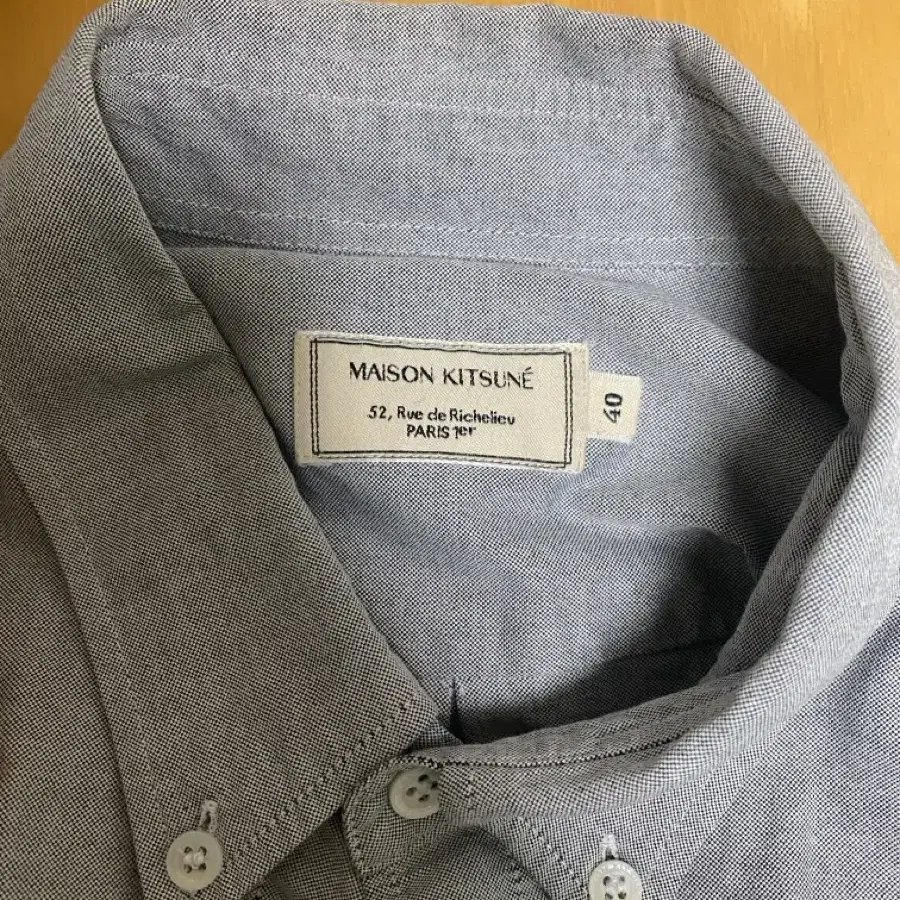 MAISON KITSUNÉ
52, Rue de Richelieu
PARIS 1er
40